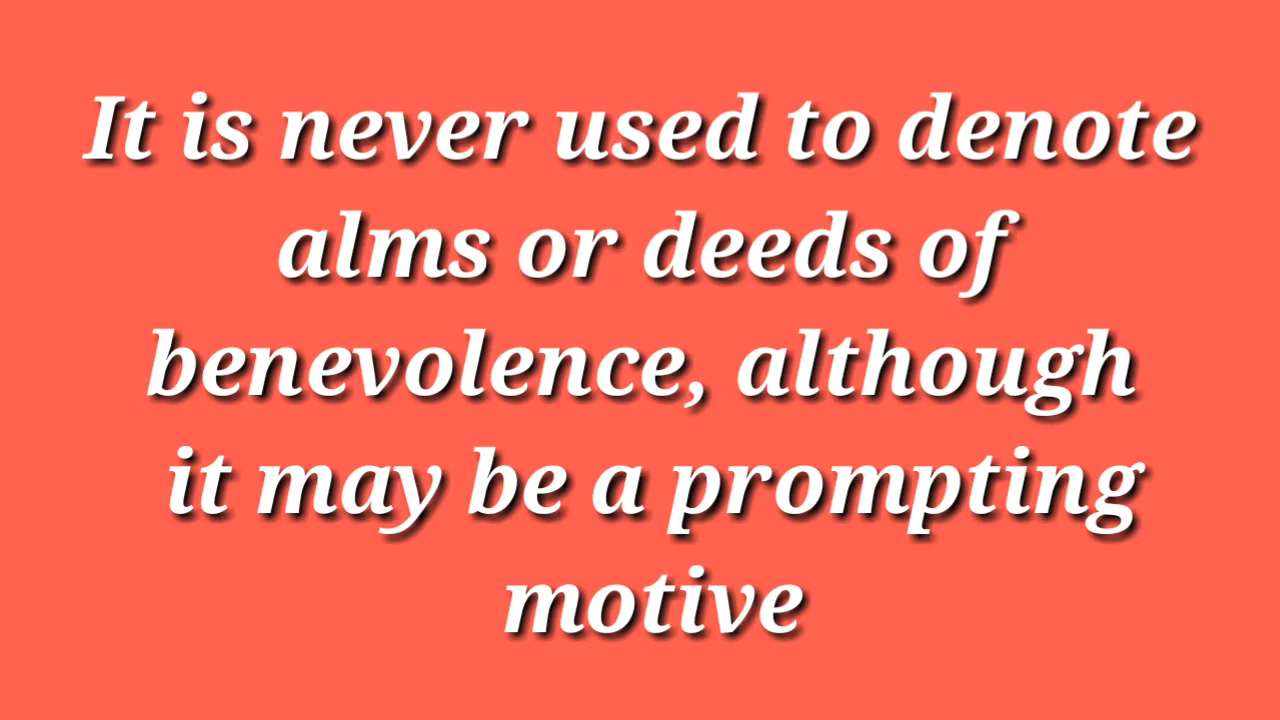 It is never used to denote
alms or deeds of
benevolence, although
it may be a prompting
motive